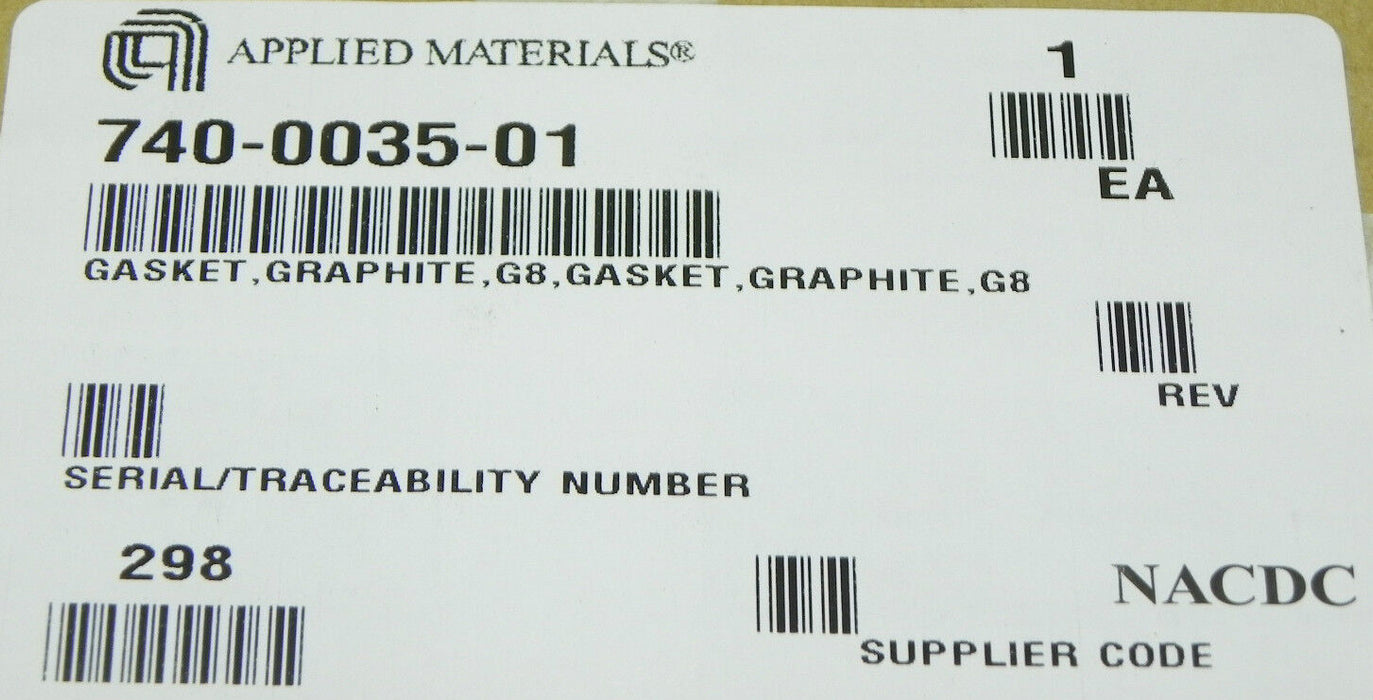 APPLIED MATERIALS®
1
740-0035-01
EA
GASKET,GRAPHITE,G8,GASKET,GRAPHITE,G8
REV
SERIAL/TRACEABILITY NUMBER
298
NACDC
SUPPLIER CODE